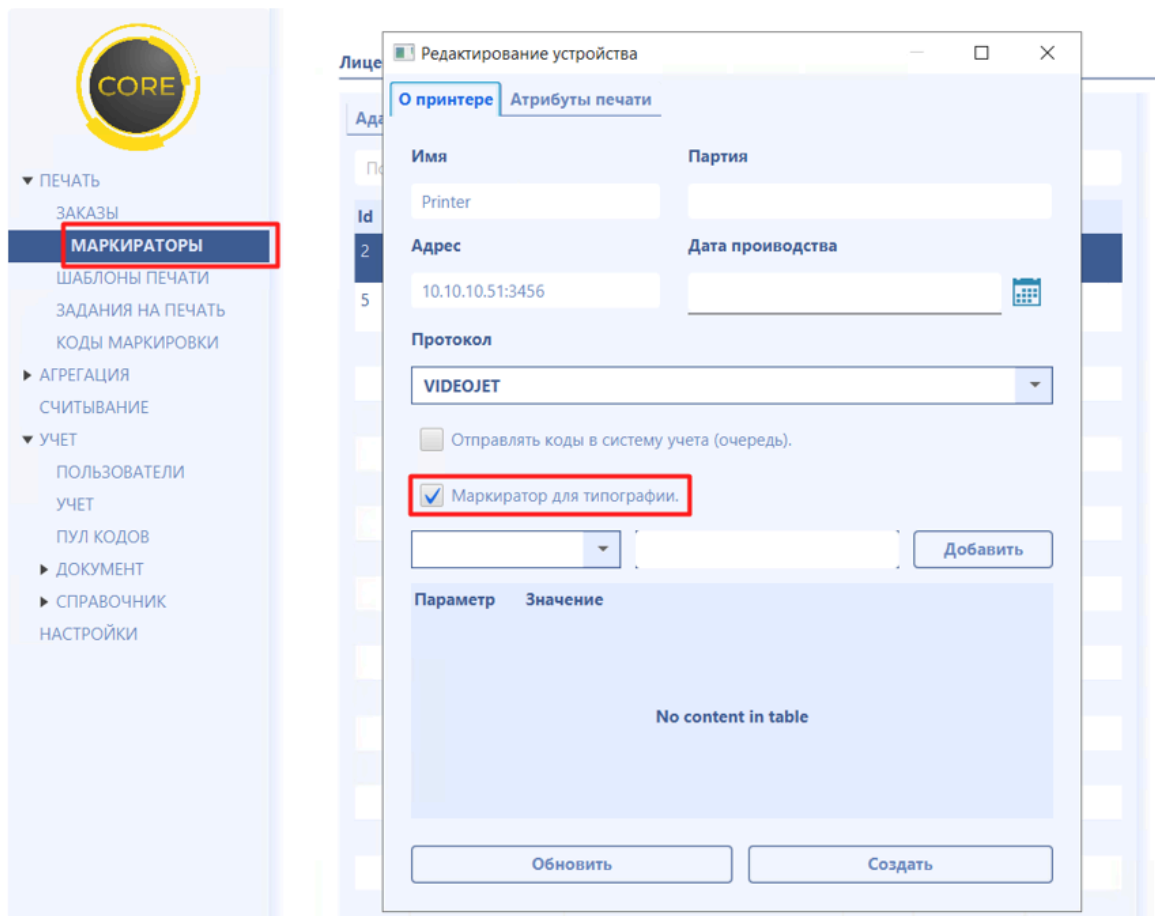 CORE
ПЕЧАТЬ
ЗАКАЗЫ
МАРКИРАТОРЫ
ШАБЛОНЫ ПЕЧАТИ
ЗАДАНИЯ НА ПЕЧАТЬ
КОДЫ МАРКИРОВКИ
АГРЕГАЦИЯ
СЧИТЫВАНИЕ
УЧЕТ
ПОЛЬЗОВАТЕЛИ
УЧЕТ
ПУЛ КОДОВ
ДОКУМЕНТ
СПРАВОЧНИК
НАСТРОЙКИ
Лице
Ада
Id
2
5
Редактирование устройства
О принтере Атрибуты печати
Имя Партия
Printer
Адрес Дата проиводства
10.10.10.51:3456
Протокол
VIDEOJET
Отправлять коды в систему учета (очередь).
Маркиратор для типографии.
Добавить
Параметр Значение
No content in table
Обновить Создать